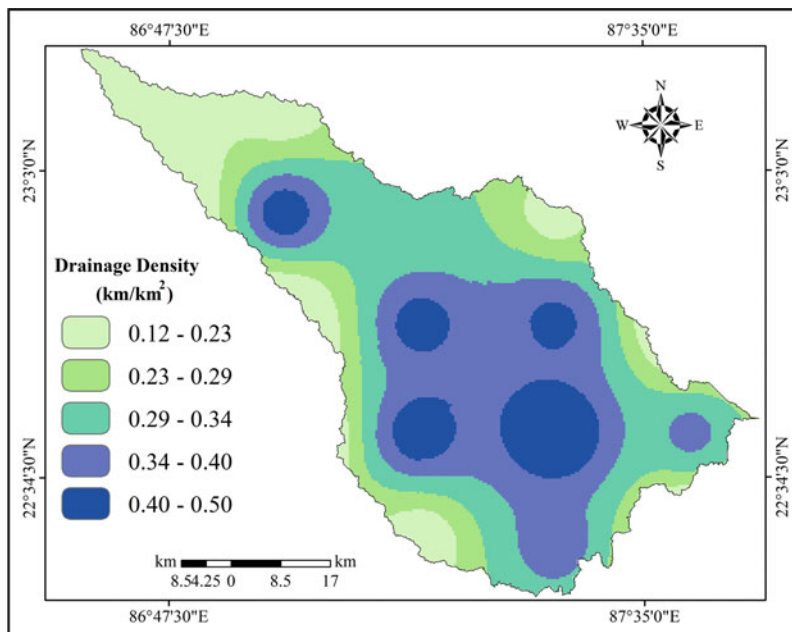 86°47'30"E 87°35'0"E
N
W E
S
23°3'0"N 23°3'0"N
Drainage Density
(km/km²)
0.12 - 0.23
0.23 - 0.29
0.29 - 0.34
0.34 - 0.40
0.40 - 0.50
22°34'30"N 22°34'30"N
km km
8.54.25 0 8.5 17
86°47'30"E 87°35'0"E